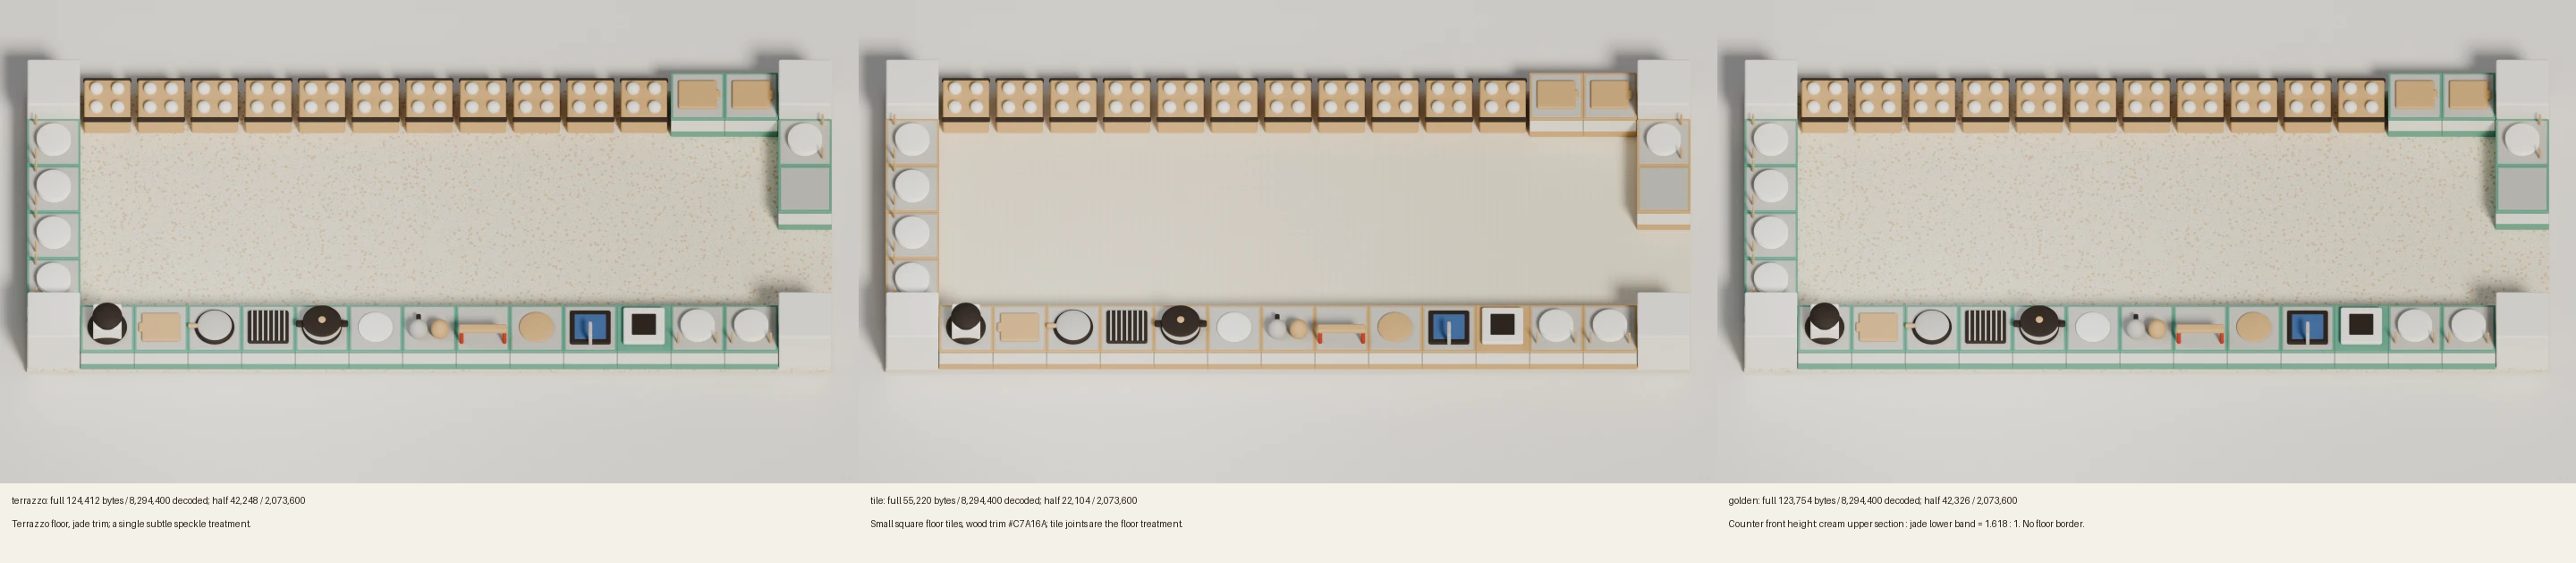 terrazzo: full 124,412 bytes / 8,294,400 decoded; half 42,248 / 2,073,600
Terrazzo floor, jade trim; a single subtle speckle treatment.
tile: full 55,220 bytes / 8,294,400 decoded; half 22,104 / 2,073,600
Small square floor tiles, wood trim #C7A16A; tile joints are the floor treatment.
golden: full 123,754 bytes / 8,294,400 decoded; half 42,326 / 2,073,600
Counter front height: cream upper section : jade lower band = 1.618 : 1. No floor border.